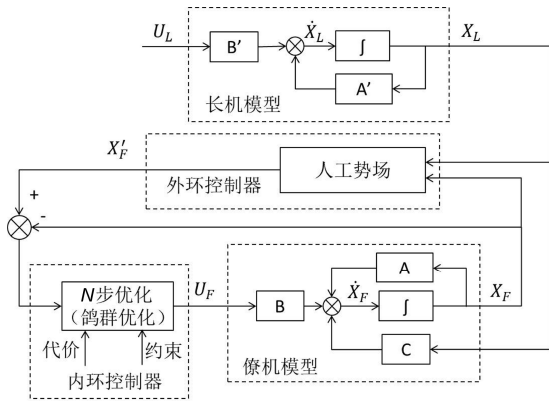 U_L
B’
Ẋ_L
∫
X_L
A’
长机模型
X′_F
人工势场
外环控制器
+
-
N步优化
（鸽群优化）
U_F
代价
约束
内环控制器
A
B
Ẋ_F
∫
X_F
C
僚机模型